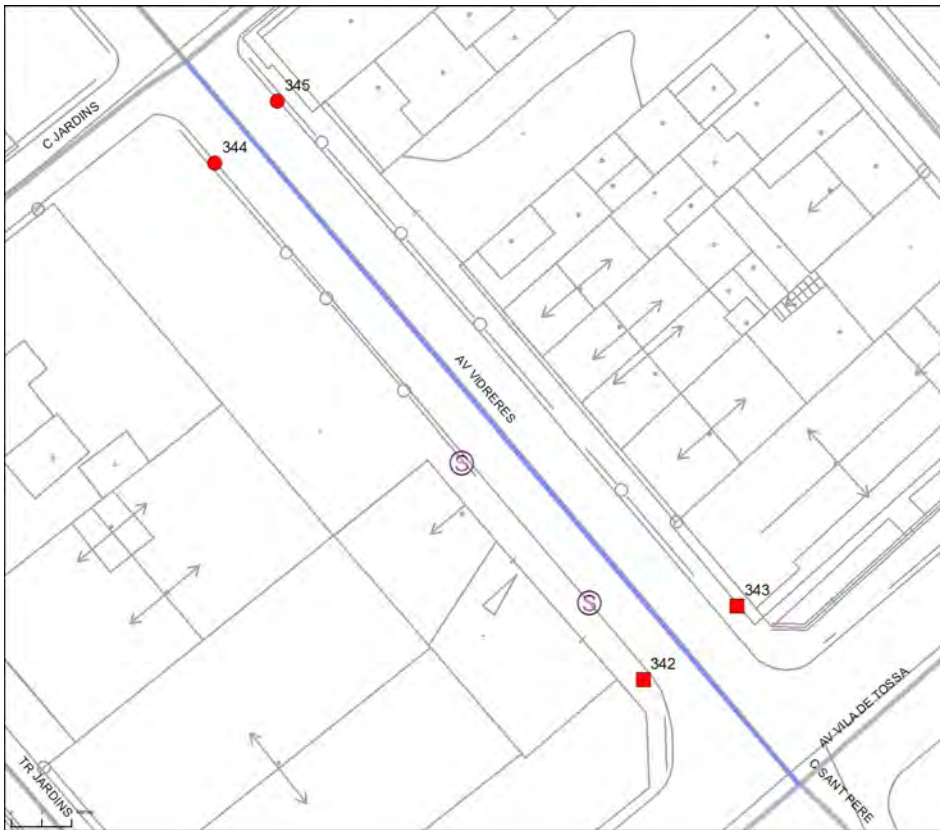 345
C JARDINS
344
AV VIDRERES
S
S
343
342
AV VILA DE TOSSA
C SANT PERE
TR JARDINS